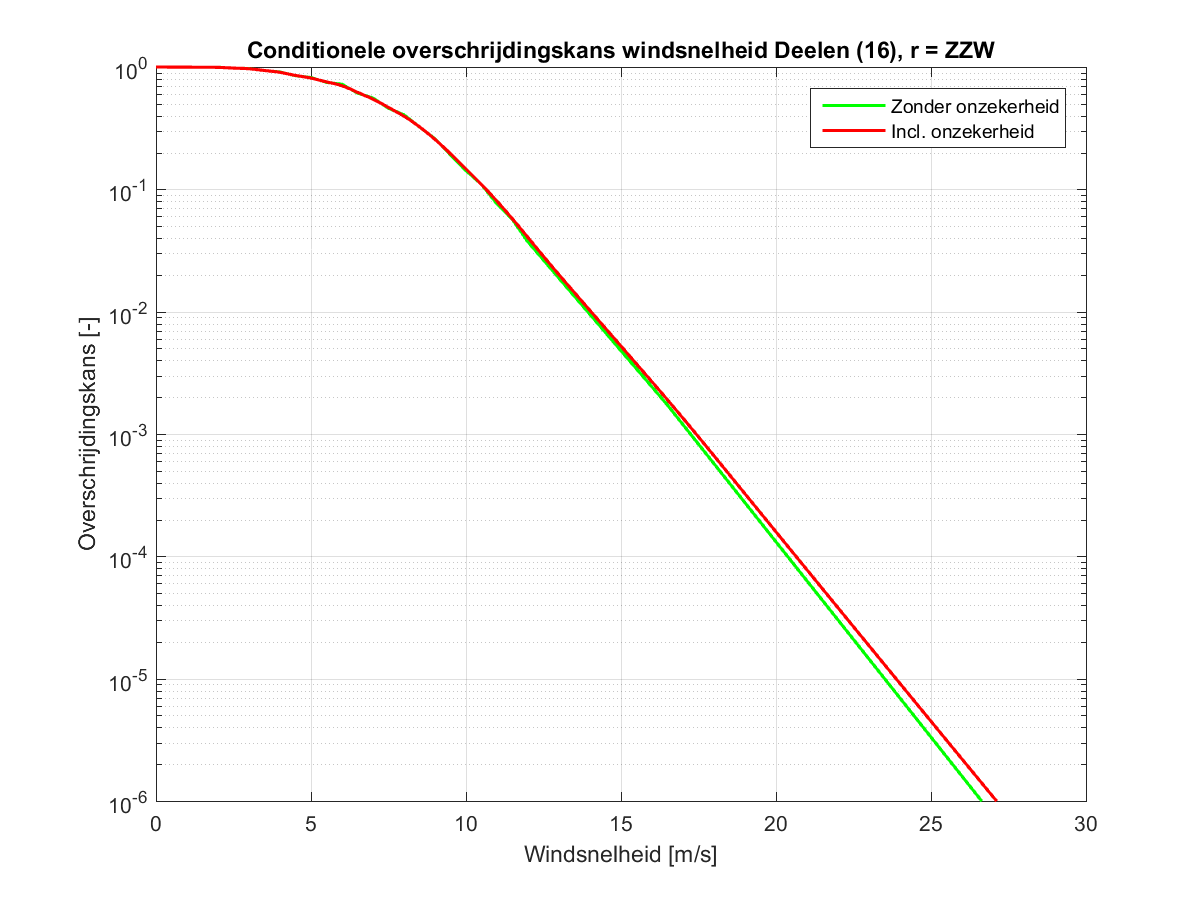 Conditionele overschrijdingskans windsnelheid Deelen (16), r = ZZW
Zonder onzekerheid
Incl. onzekerheid
Overschrijdingskans [-]
10^0
10^-1
10^-2
10^-3
10^-4
10^-5
10^-6
0 5 10 15 20 25 30
Windsnelheid [m/s]